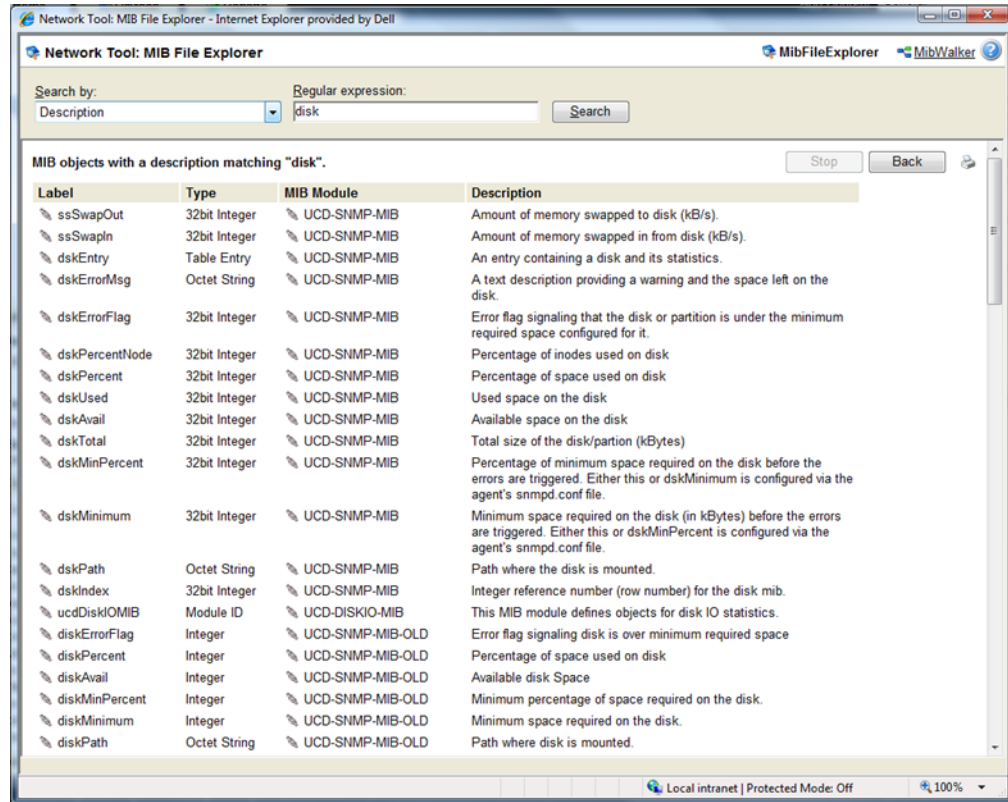 Network Tool: MIB File Explorer - Internet Explorer provided by Dell
Network Tool: MIB File Explorer MibFileExplorer MibWalker ?
Search by: Regular expression:
Description disk Search
MIB objects with a description matching "disk". Stop Back
Label Type MIB Module Description
ssSwapOut 32bit Integer UCD-SNMP-MIB Amount of memory swapped to disk (kB/s).
ssSwapIn 32bit Integer UCD-SNMP-MIB Amount of memory swapped in from disk (kB/s).
dskEntry Table Entry UCD-SNMP-MIB An entry containing a disk and its statistics.
dskErrorMsg Octet String UCD-SNMP-MIB A text description providing a warning and the space left on the
disk.
dskErrorFlag 32bit Integer UCD-SNMP-MIB Error flag signaling that the disk or partition is under the minimum
required space configured for it.
dskPercentNode 32bit Integer UCD-SNMP-MIB Percentage of inodes used on disk
dskPercent 32bit Integer UCD-SNMP-MIB Percentage of space used on disk
dskUsed 32bit Integer UCD-SNMP-MIB Used space on the disk
dskAvail 32bit Integer UCD-SNMP-MIB Available space on the disk
dskTotal 32bit Integer UCD-SNMP-MIB Total size of the disk/partion (kBytes)
dskMinPercent 32bit Integer UCD-SNMP-MIB Percentage of minimum space required on the disk before the
errors are triggered. Either this or dskMinimum is configured via the
agent's snmpd.conf file.
dskMinimum 32bit Integer UCD-SNMP-MIB Minimum space required on the disk (in kBytes) before the errors
are triggered. Either this or dskMinPercent is configured via the
agent's snmpd.conf file.
dskPath Octet String UCD-SNMP-MIB Path where the disk is mounted.
dskIndex 32bit Integer UCD-SNMP-MIB Integer reference number (row number) for the disk mib.
ucdDiskIOMIB Module ID UCD-DISKIO-MIB This MIB module defines objects for disk IO statistics.
diskErrorFlag Integer UCD-SNMP-MIB-OLD Error flag signaling disk is over minimum required space
diskPercent Integer UCD-SNMP-MIB-OLD Percentage of space used on disk
diskAvail Integer UCD-SNMP-MIB-OLD Available disk Space
diskMinPercent Integer UCD-SNMP-MIB-OLD Minimum percentage of space required on the disk.
diskMinimum Integer UCD-SNMP-MIB-OLD Minimum space required on the disk.
diskPath Octet String UCD-SNMP-MIB-OLD Path where disk is mounted.
Local intranet | Protected Mode: Off 100%